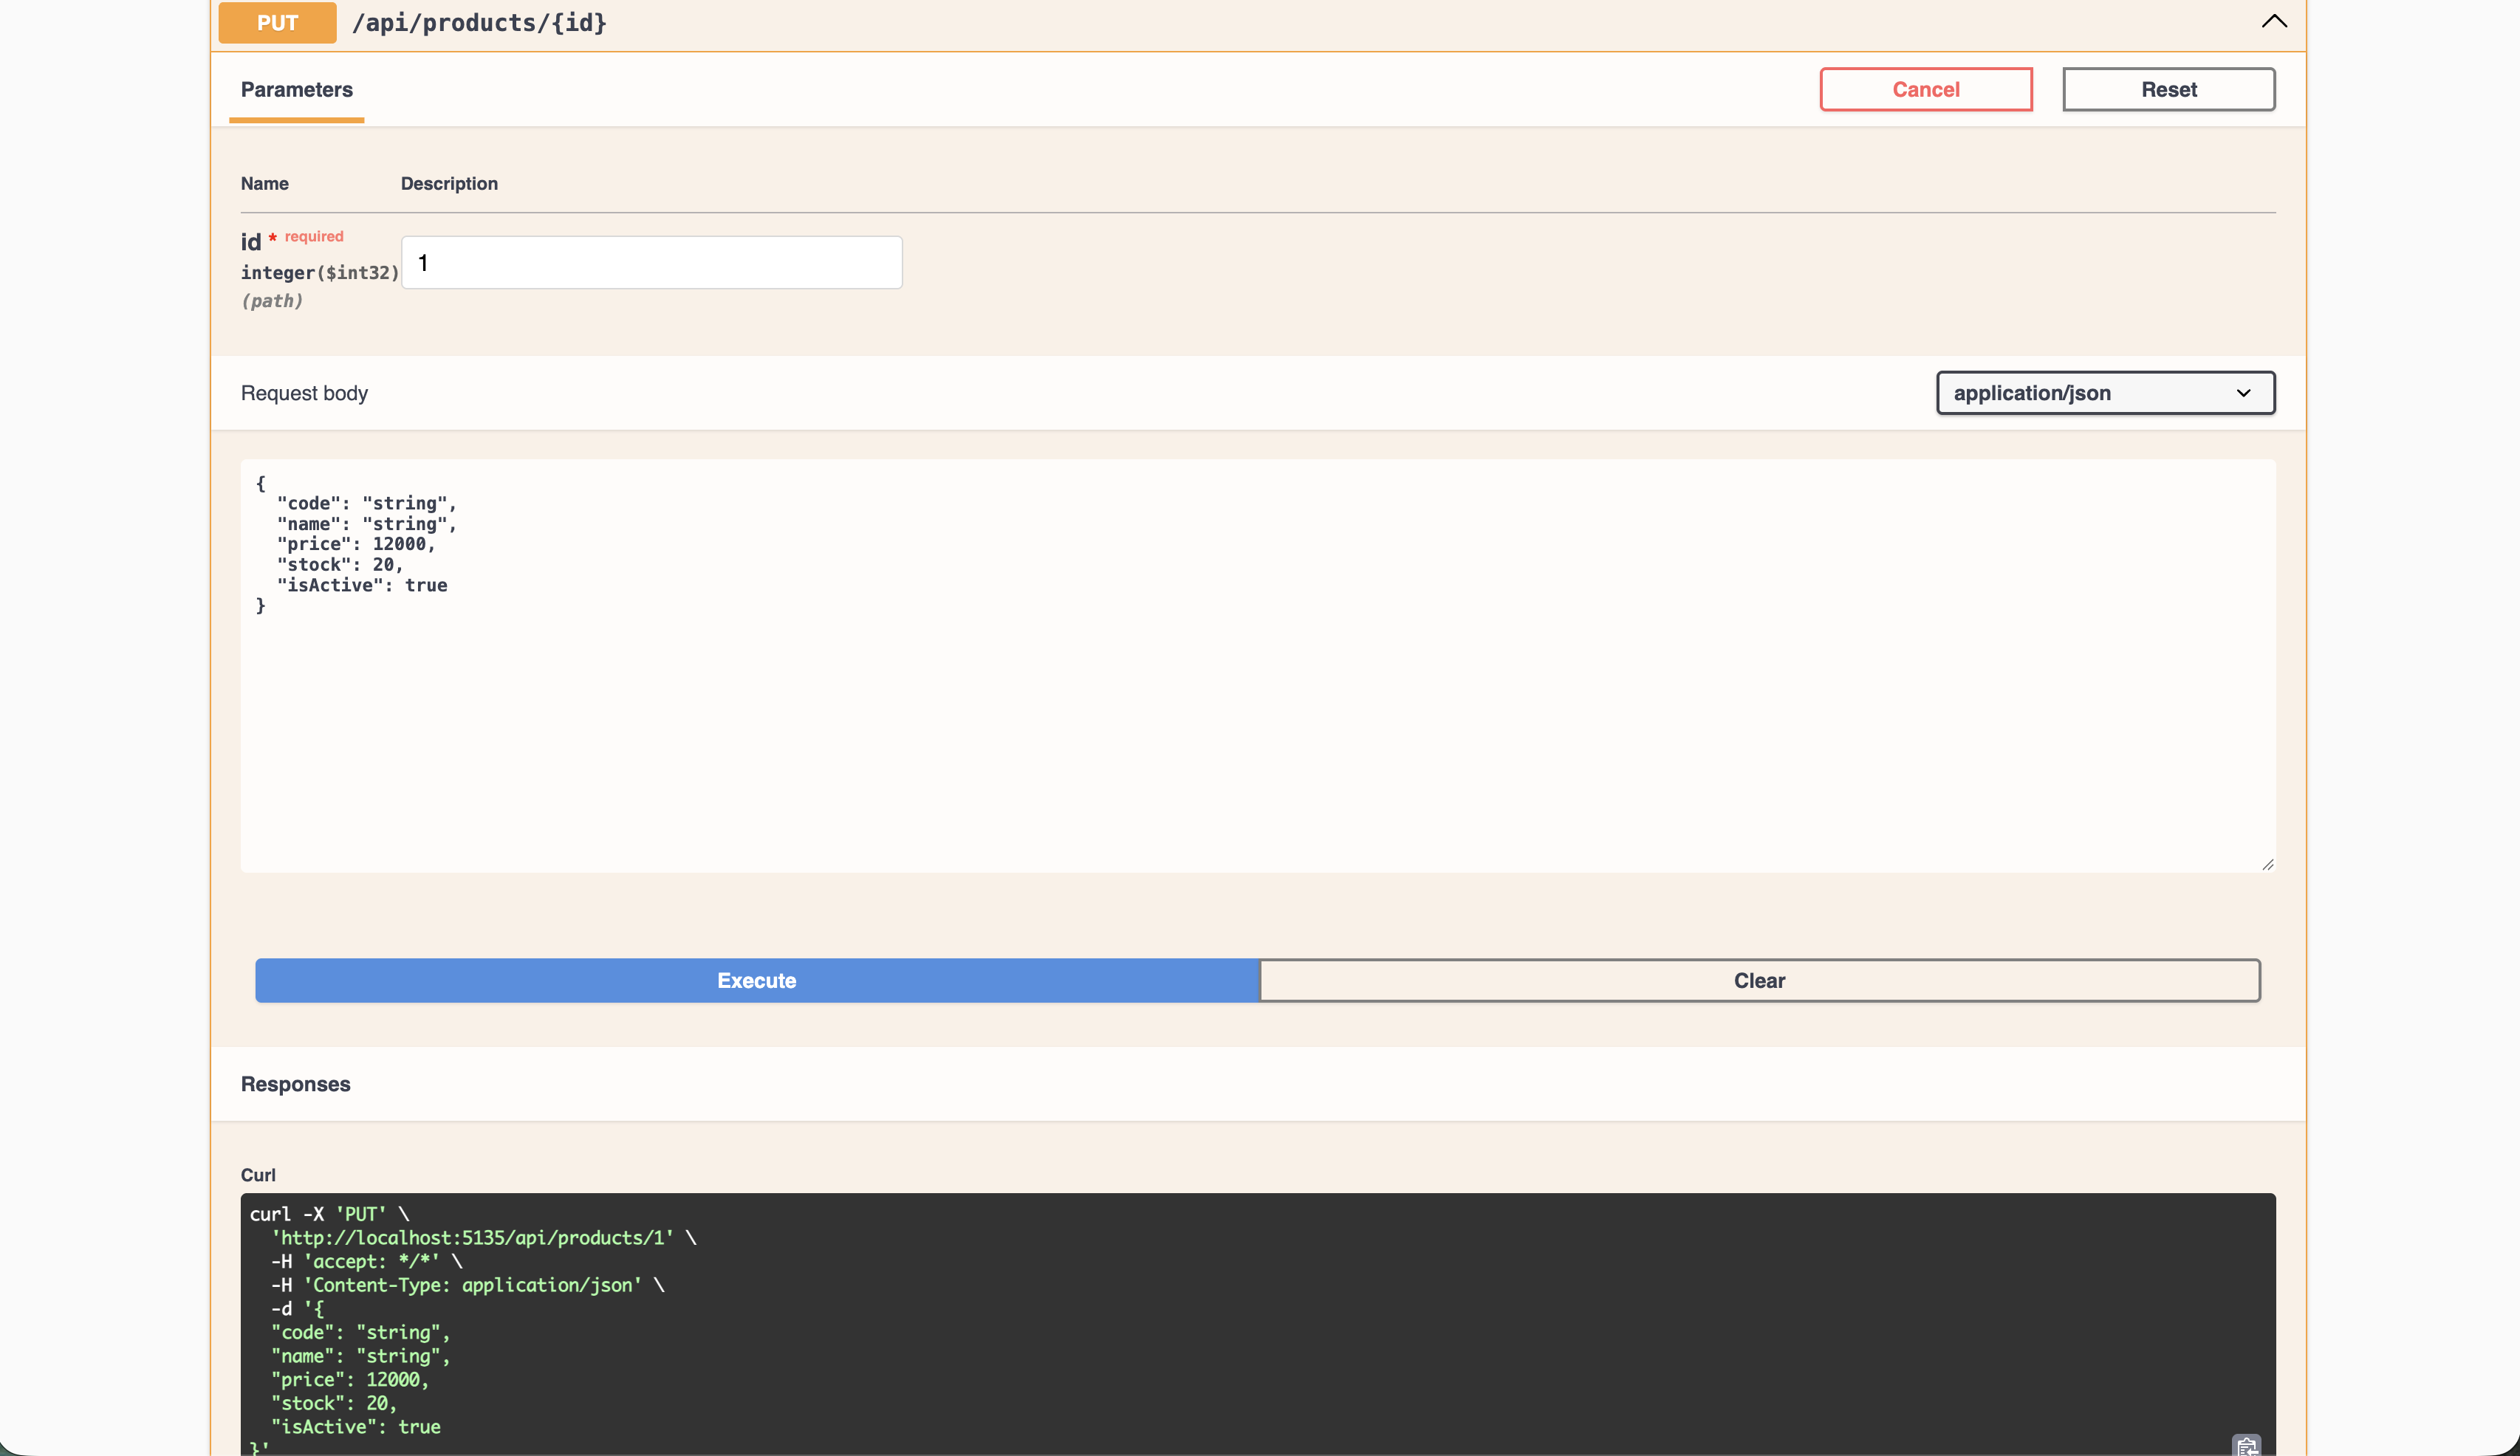 PUT /api/products/{id}
Parameters Cancel Reset
Name Description
id * required
integer($int32)
(path)
1
Request body application/json
{
  "code": "string",
  "name": "string",
  "price": 12000,
  "stock": 20,
  "isActive": true
}
Execute Clear
Responses
Curl
curl -X 'PUT' \
  'http://localhost:5135/api/products/1' \
  -H 'accept: */*' \
  -H 'Content-Type: application/json' \
  -d '{
  "code": "string",
  "name": "string",
  "price": 12000,
  "stock": 20,
  "isActive": true
}'